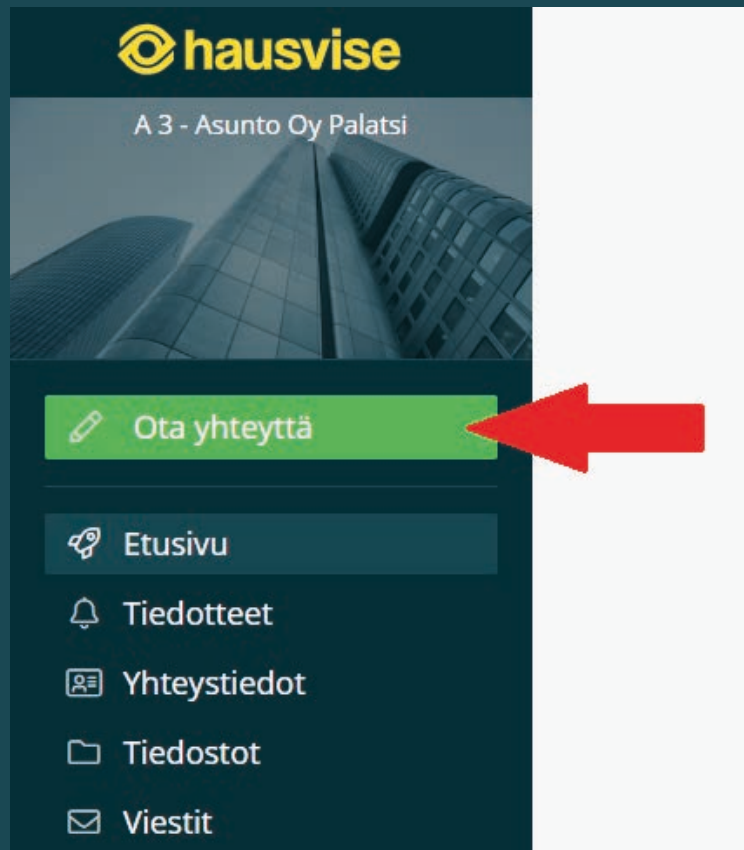 hausvise
A 3 - Asunto Oy Palatsi
Ota yhteyttä
Etusivu
Tiedotteet
Yhteystiedot
Tiedostot
Viestit